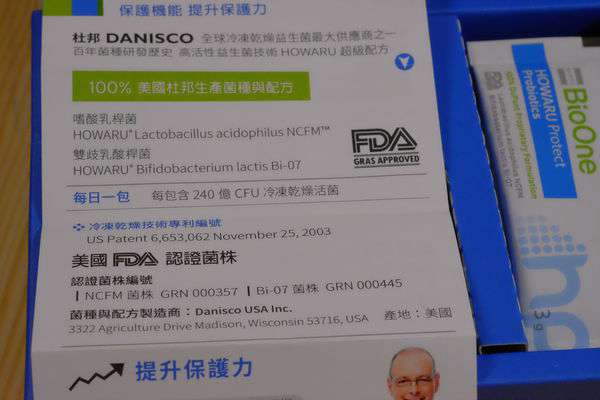 保護機能 提升保護力
杜邦 DANISCO 全球冷凍乾燥益生菌最大供應商之一
百年菌種研發歷史 高活性益生菌技術 HOWARU 超級配方
100% 美國杜邦生產菌種與配方
嗜酸乳桿菌
HOWARU® Lactobacillus acidophilus NCFM™
雙歧乳酸桿菌
HOWARU® Bifidobacterium lactis Bi-07
FDA
GRAS APPROVED
每日一包 每包含 240 億 CFU 冷凍乾燥活菌
冷凍乾燥技術專利編號
US Patent 6,653,062 November 25, 2003
美國 FDA 認證菌株
認證菌株編號
| NCFM 菌株 GRN 000357 | Bi-07 菌株 GRN 000445
菌種與配方製造商：Danisco USA Inc.
3322 Agriculture Drive Madison, Wisconsin 53716, USA 產地：美國
提升保護力
BioOne
HOWARU Protect
Probiotics
100% DuPont Proprietary Formulation
Lactobacillus acidophilus NCFM
ha
3g